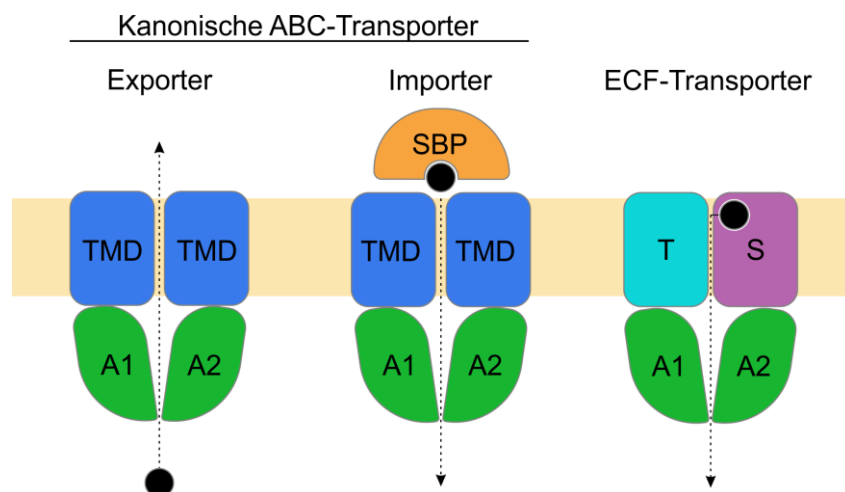 Kanonische ABC-Transporter
Exporter Importer ECF-Transporter
SBP
TMD TMD TMD TMD T S
A1 A2 A1 A2 A1 A2